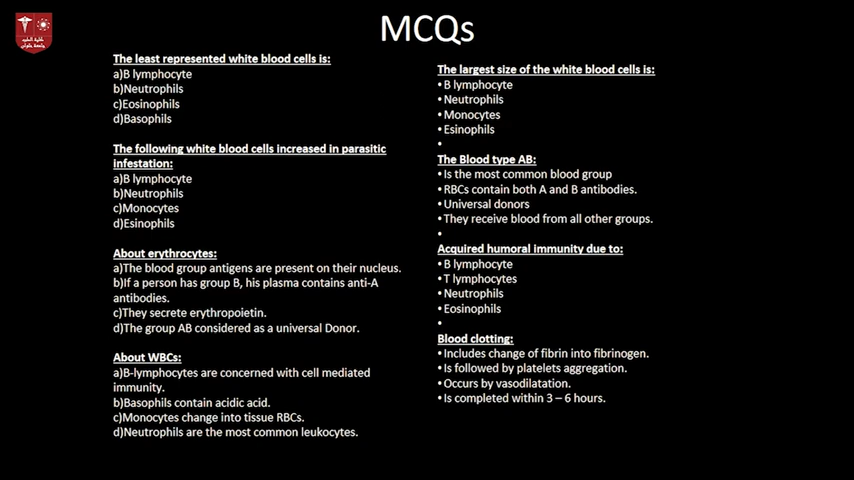 MCQs
The least represented white blood cells is:
a)B lymphocyte
b)Neutrophils
c)Eosinophils
d)Basophils
The following white blood cells increased in parasitic
infestation:
a)B lymphocyte
b)Neutrophils
c)Monocytes
d)Esinophils
About erythrocytes:
a)The blood group antigens are present on their nucleus.
b)If a person has group B, his plasma contains anti-A
antibodies.
c)They secrete erythropoietin.
d)The group AB considered as a universal Donor.
About WBCs:
a)B-lymphocytes are concerned with cell mediated
immunity.
b)Basophils contain acidic acid.
c)Monocytes change into tissue RBCs.
d)Neutrophils are the most common leukocytes.
The largest size of the white blood cells is:
• B lymphocyte
• Neutrophils
• Monocytes
• Esinophils
•
The Blood type AB:
• Is the most common blood group
• RBCs contain both A and B antibodies.
• Universal donors
• They receive blood from all other groups.
•
Acquired humoral immunity due to:
• B lymphocyte
• T lymphocytes
• Neutrophils
• Eosinophils
•
Blood clotting:
• Includes change of fibrin into fibrinogen.
• Is followed by platelets aggregation.
• Occurs by vasodilatation.
• Is completed within 3 – 6 hours.